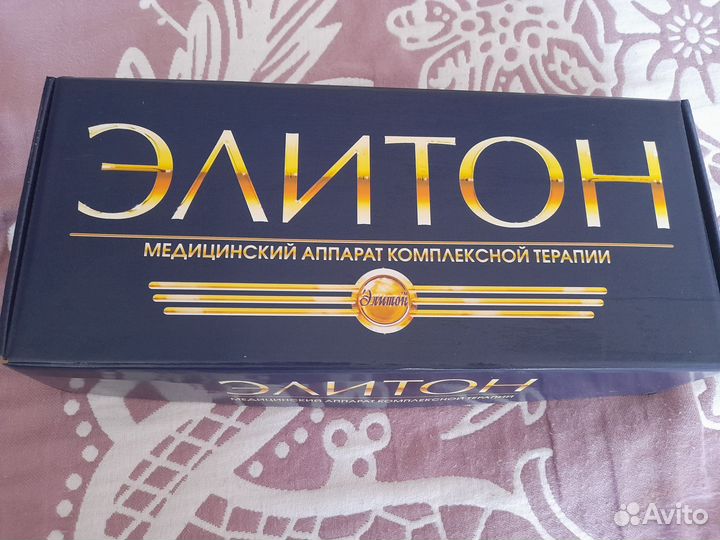 ЭЛИТОН
МЕДИЦИНСКИЙ АППАРАТ КОМПЛЕКСНОЙ ТЕРАПИИ
Элитон
ЭЛИТОН
МЕДИЦИНСКИЙ АППАРАТ КОМПЛЕКСНОЙ ТЕРАПИИ
Avito